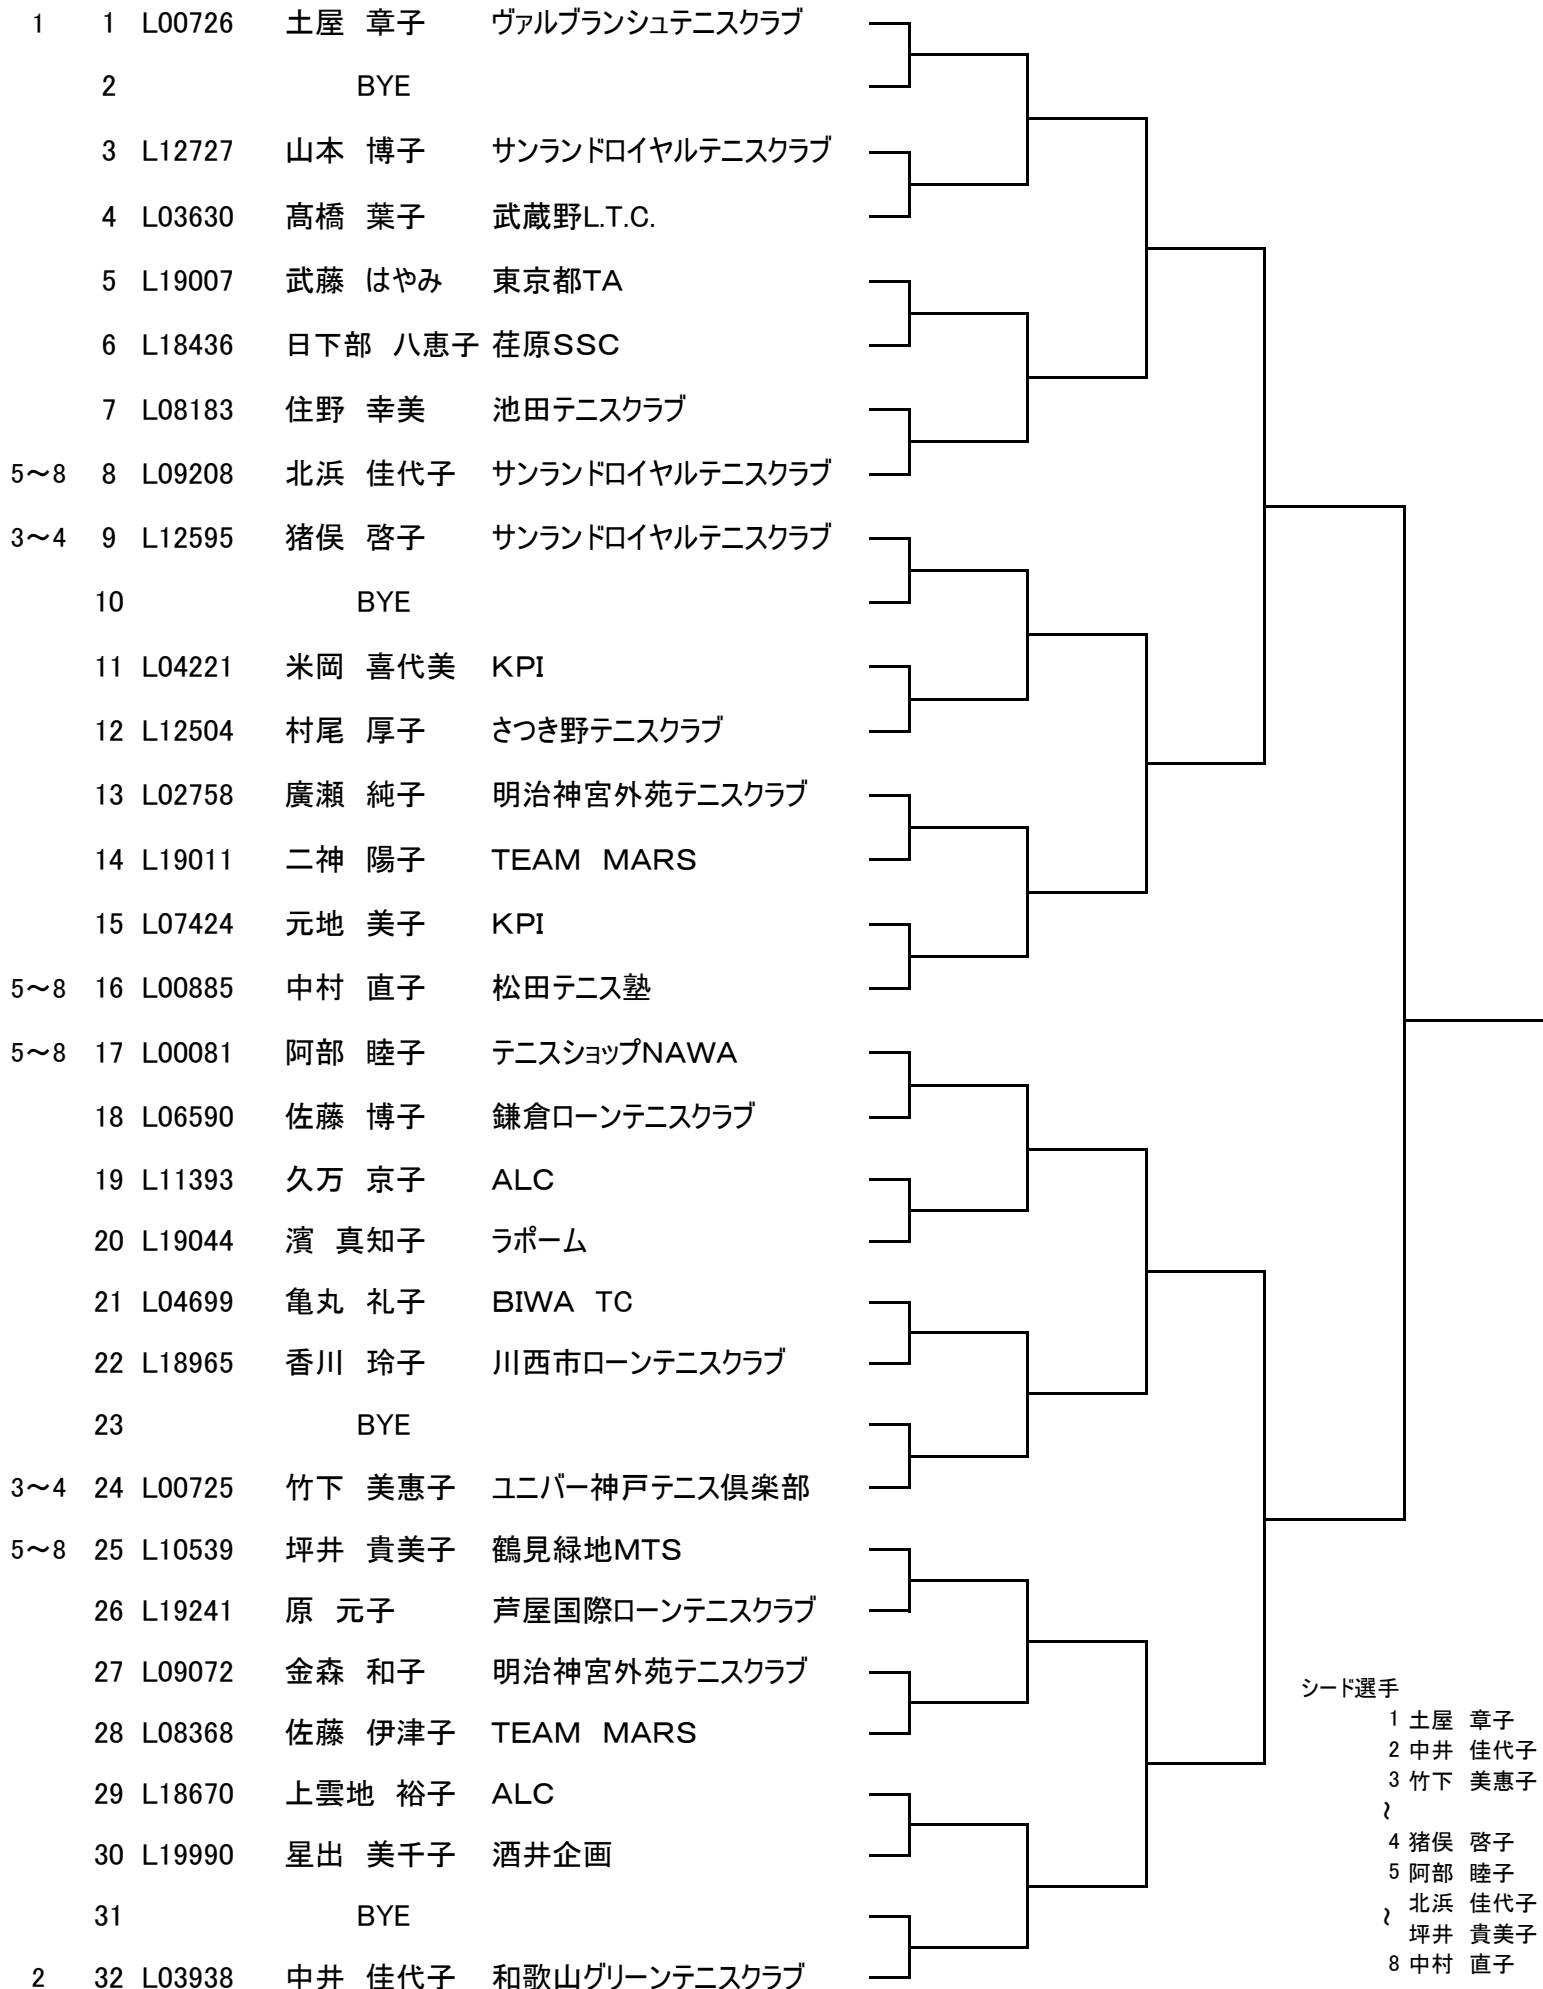 1 1 L00726 土屋 章子 ヴァルブランシュテニスクラブ
2 BYE
3 L12727 山本 博子 サンランドロイヤルテニスクラブ
4 L03630 髙橋 葉子 武蔵野L.T.C.
5 L19007 武藤 はやみ 東京都TA
6 L18436 日下部 八恵子 荏原SSC
7 L08183 住野 幸美 池田テニスクラブ
5～8 8 L09208 北浜 佳代子 サンランドロイヤルテニスクラブ
3～4 9 L12595 猪俣 啓子 サンランドロイヤルテニスクラブ
10 BYE
11 L04221 米岡 喜代美 KPI
12 L12504 村尾 厚子 さつき野テニスクラブ
13 L02758 廣瀬 純子 明治神宮外苑テニスクラブ
14 L19011 二神 陽子 TEAM MARS
15 L07424 元地 美子 KPI
5～8 16 L00885 中村 直子 松田テニス塾
5～8 17 L00081 阿部 睦子 テニスショップNAWA
18 L06590 佐藤 博子 鎌倉ローンテニスクラブ
19 L11393 久万 京子 ALC
20 L19044 濱 真知子 ラポーム
21 L04699 亀丸 礼子 BIWA TC
22 L18965 香川 玲子 川西市ローンテニスクラブ
23 BYE
3～4 24 L00725 竹下 美惠子 ユニバー神戸テニス倶楽部
5～8 25 L10539 坪井 貴美子 鶴見緑地MTS
26 L19241 原 元子 芦屋国際ローンテニスクラブ
27 L09072 金森 和子 明治神宮外苑テニスクラブ
28 L08368 佐藤 伊津子 TEAM MARS
29 L18670 上雲地 裕子 ALC
30 L19990 星出 美千子 酒井企画
31 BYE
2 32 L03938 中井 佳代子 和歌山グリーンテニスクラブ
シード選手
1 土屋 章子
2 中井 佳代子
3 竹下 美惠子
～
4 猪俣 啓子
5 阿部 睦子
北浜 佳代子
～
坪井 貴美子
8 中村 直子